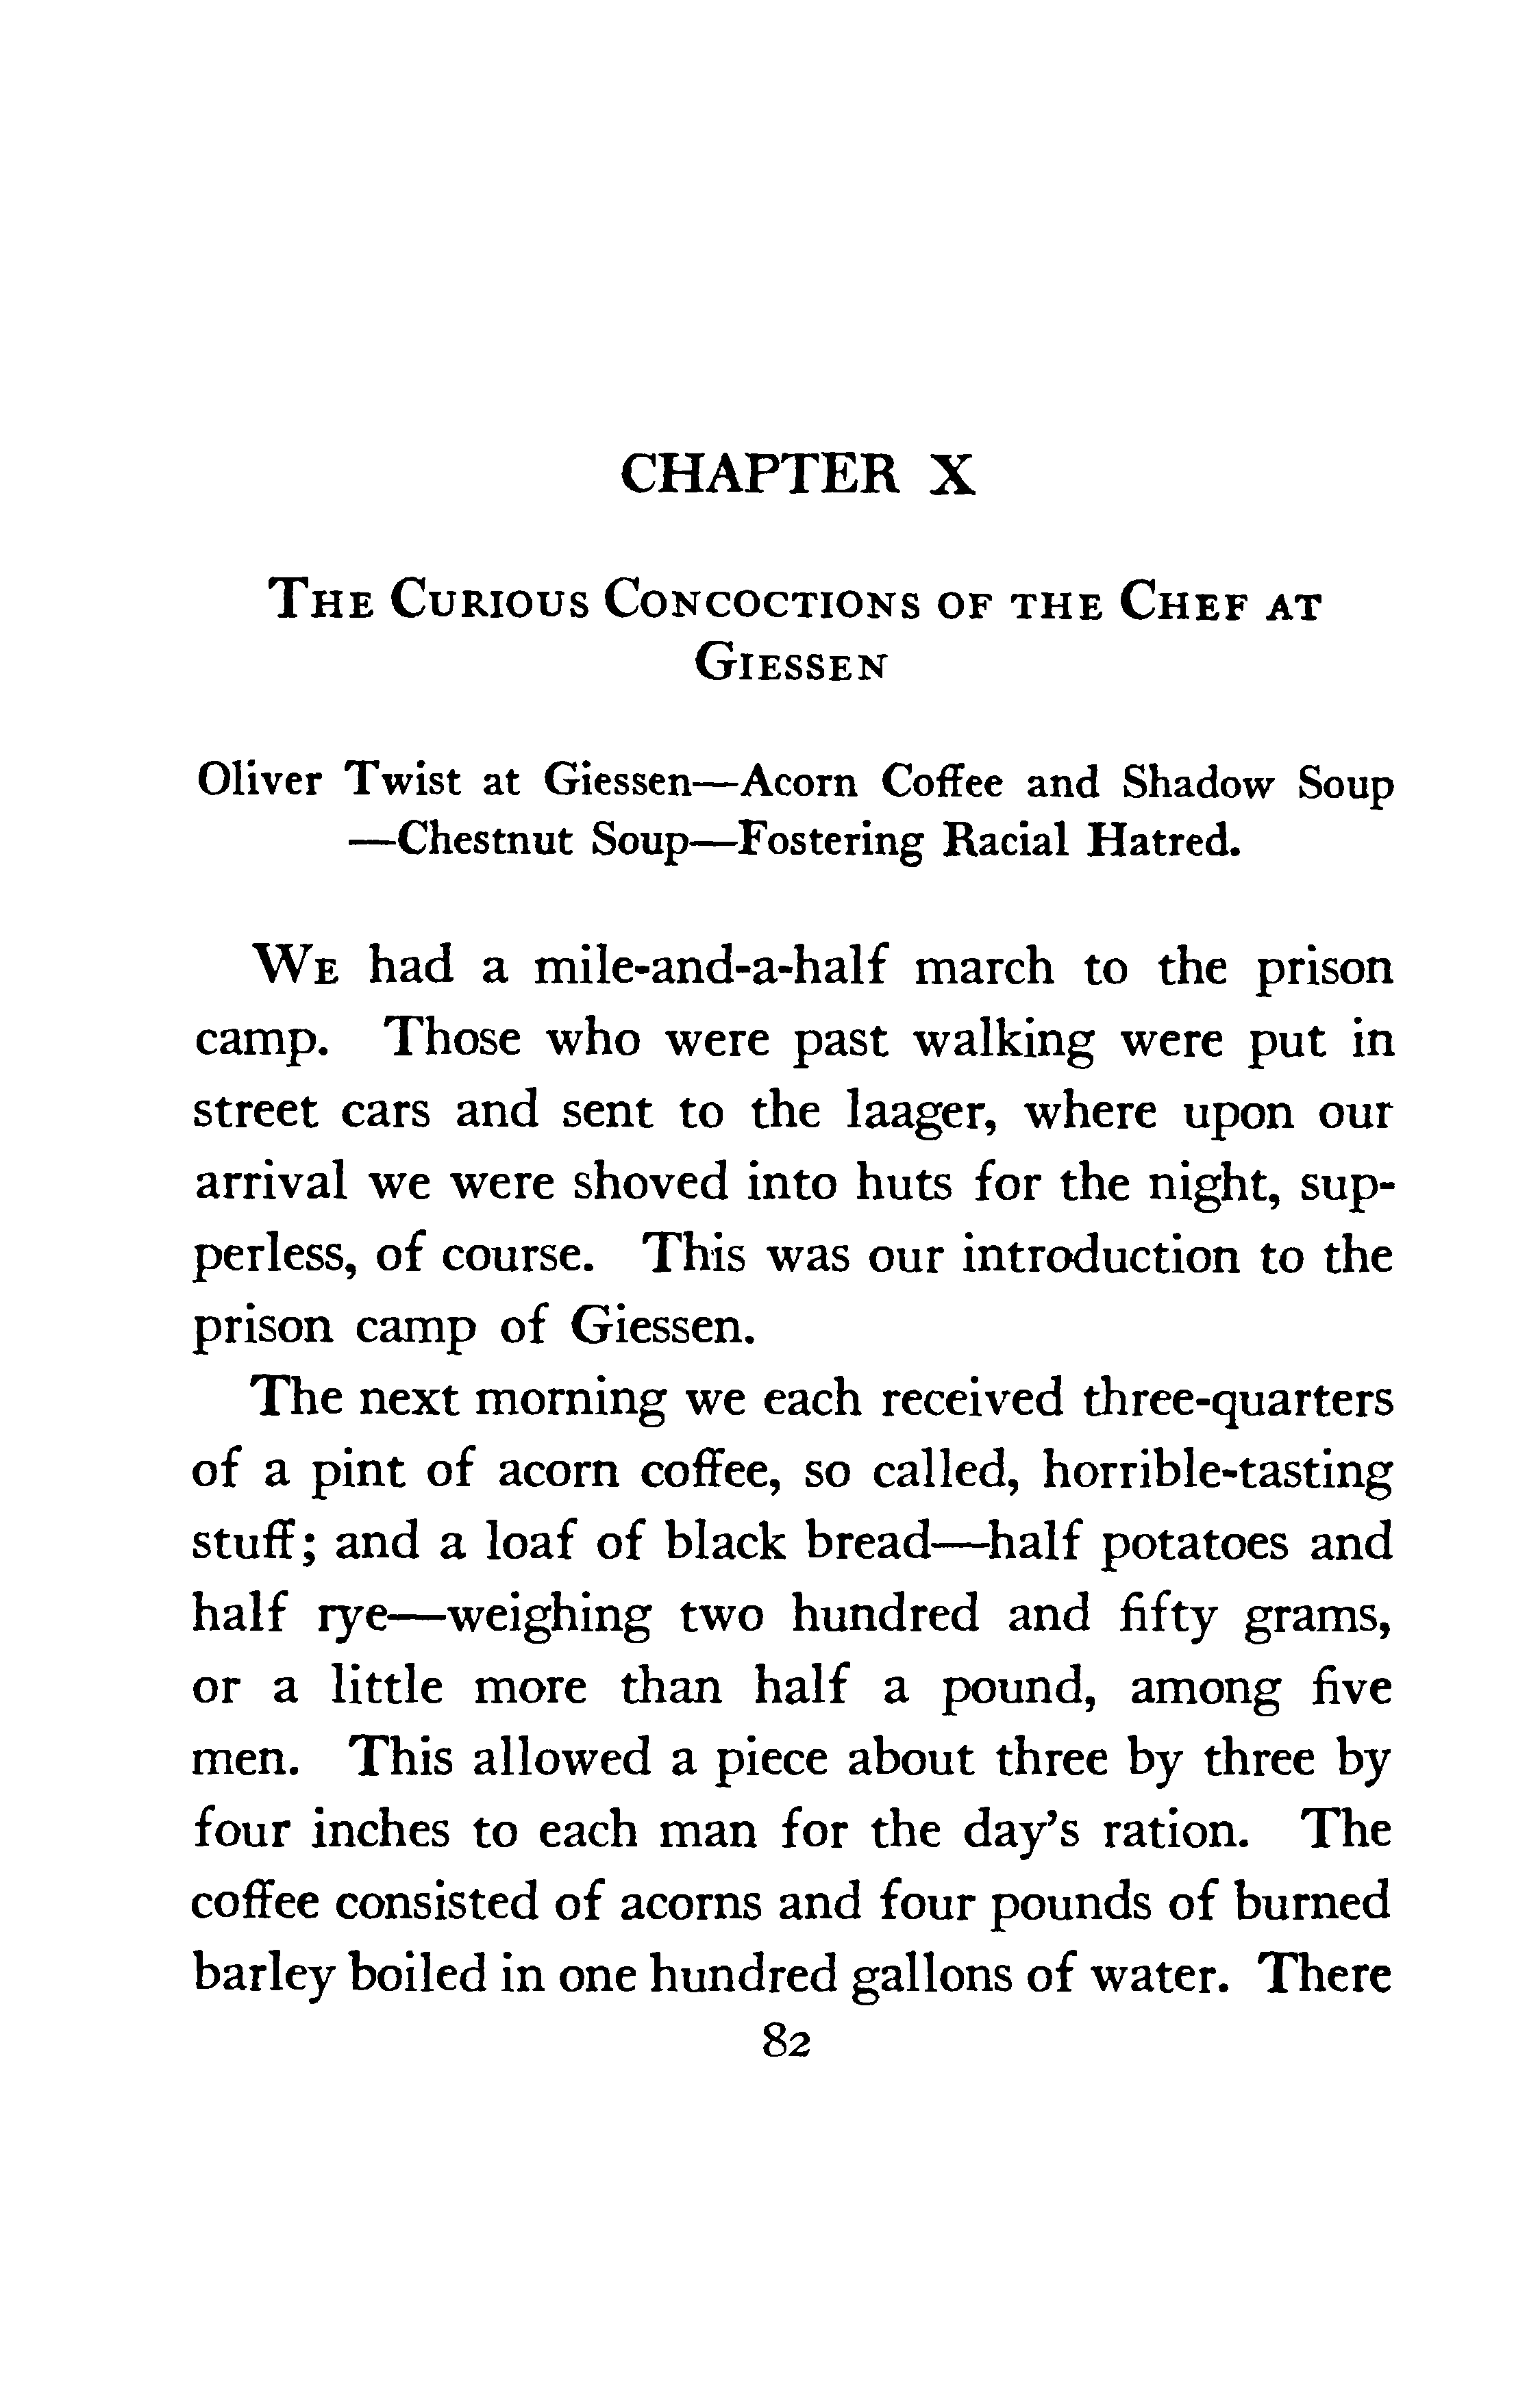 CHAPTER X
THE CURIOUS CONCOCTIONS OF THE CHEF AT
GIESSEN
Oliver Twist at Giessen—Acorn Coffee and Shadow Soup
—Chestnut Soup—Fostering Racial Hatred.
WE had a mile-and-a-half march to the prison
camp. Those who were past walking were put in
street cars and sent to the laager, where upon our
arrival we were shoved into huts for the night, sup-
perless, of course. This was our introduction to the
prison camp of Giessen.
The next morning we each received three-quarters
of a pint of acorn coffee, so called, horrible-tasting
stuff; and a loaf of black bread—half potatoes and
half rye—weighing two hundred and fifty grams,
or a little more than half a pound, among five
men. This allowed a piece about three by three by
four inches to each man for the day's ration. The
coffee consisted of acorns and four pounds of burned
barley boiled in one hundred gallons of water. There
82